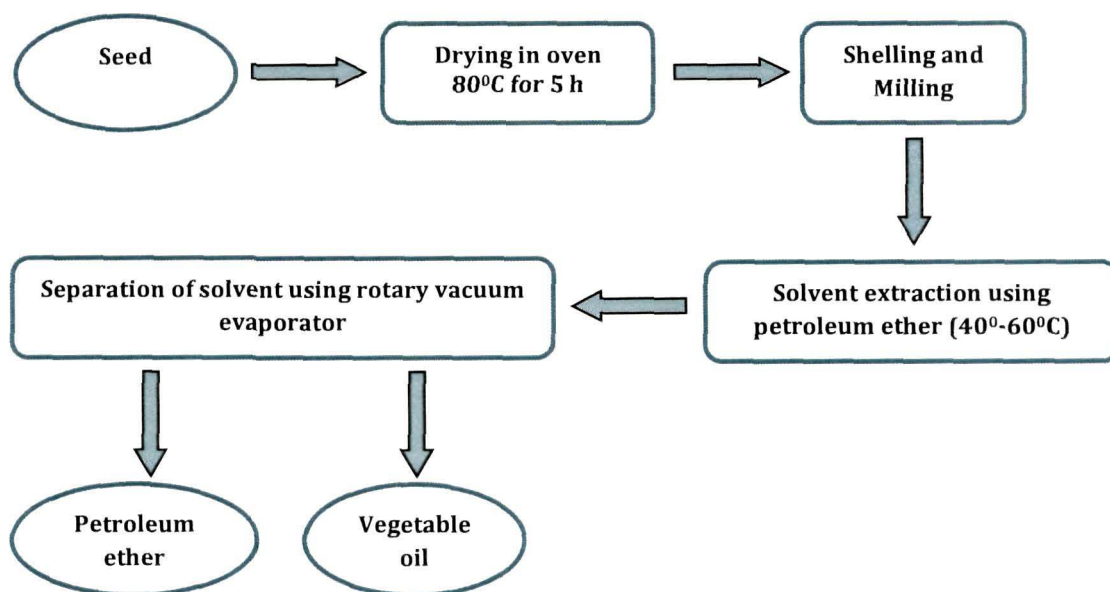 Seed
Drying in oven
80⁰C for 5 h
Shelling and
Milling
Solvent extraction using
petroleum ether (40⁰-60⁰C)
Separation of solvent using rotary vacuum
evaporator
Petroleum
ether
Vegetable
oil